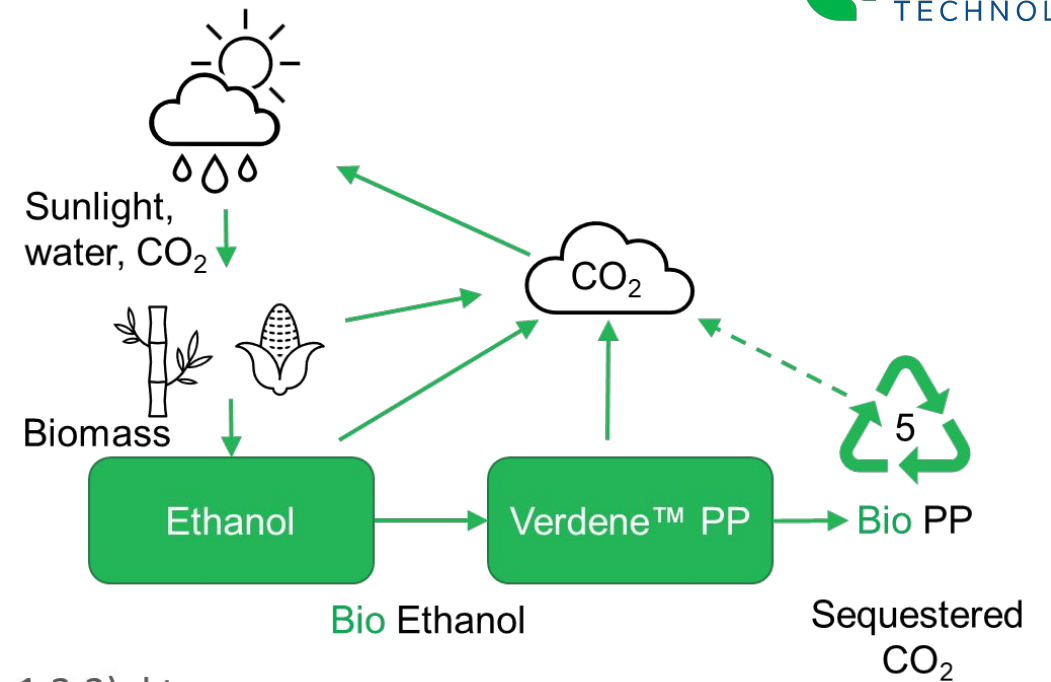 TECHNOL
Sunlight,
water, CO₂
CO₂
Biomass
5
Ethanol
Verdene™ PP
Bio PP
Bio Ethanol
Sequestered
CO₂